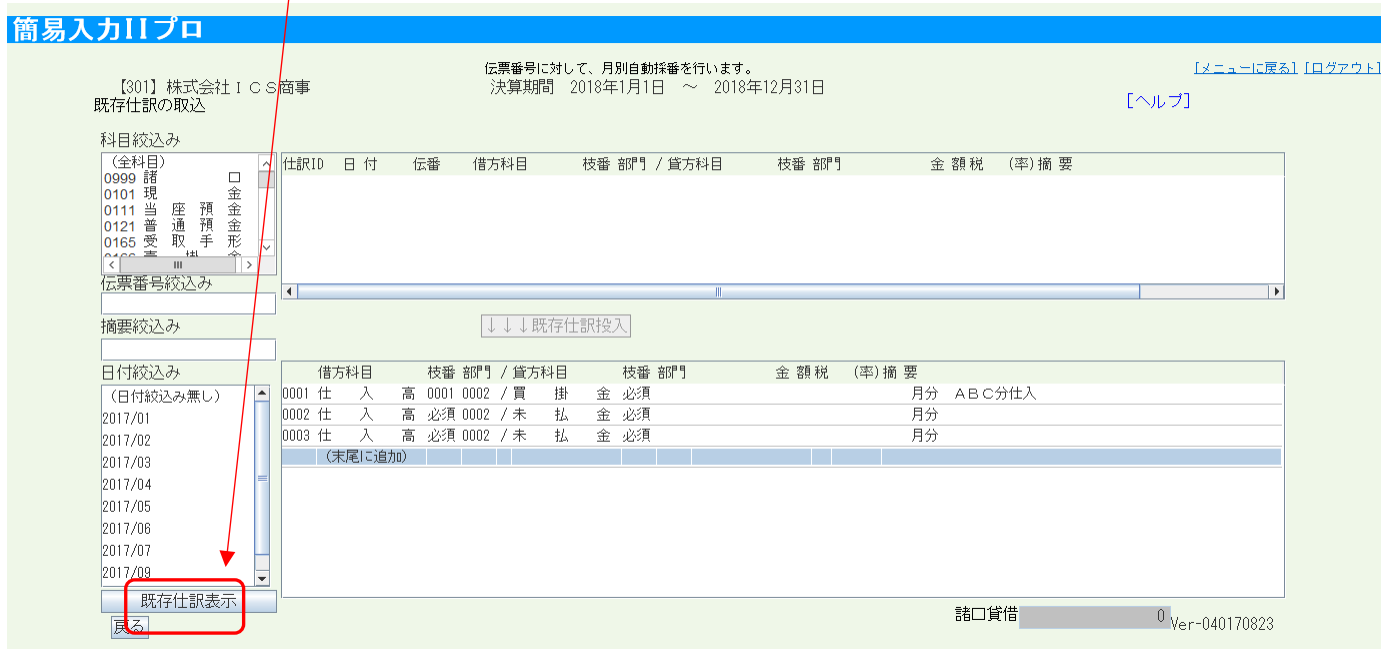 簡易入力IIプロ
伝票番号に対して、月別自動採番を行います。
[メニューに戻る] [ログアウト]
【301】株式会社ＩＣＳ商事
決算期間 2018年1月1日 ～ 2018年12月31日
既存仕訳の取込
[ヘルプ]
科目絞込み
(全科目)
0999 諸 口
0101 現 金
0111 当 座 預 金
0121 普 通 預 金
0165 受 取 手 形
伝票番号絞込み
摘要絞込み
日付絞込み
(日付絞込み無し)
2017/01
2017/02
2017/03
2017/04
2017/05
2017/06
2017/07
2017/09
既存仕訳表示
戻る
仕訳ID 日 付 伝番 借方科目 枝番 部門 / 貸方科目 枝番 部門 金 額 税 (率) 摘 要
↓↓↓既存仕訳投入
借方科目 枝番 部門 / 貸方科目 枝番 部門 金 額 税 (率) 摘 要
0001 仕 入 高 0001 0002 / 買 掛 金 必須 月分 ＡＢＣ分仕入
0002 仕 入 高 必須 0002 / 未 払 金 必須 月分
0003 仕 入 高 必須 0002 / 未 払 金 必須 月分
(末尾に追加)
諸口貸借 0
Ver-040170823